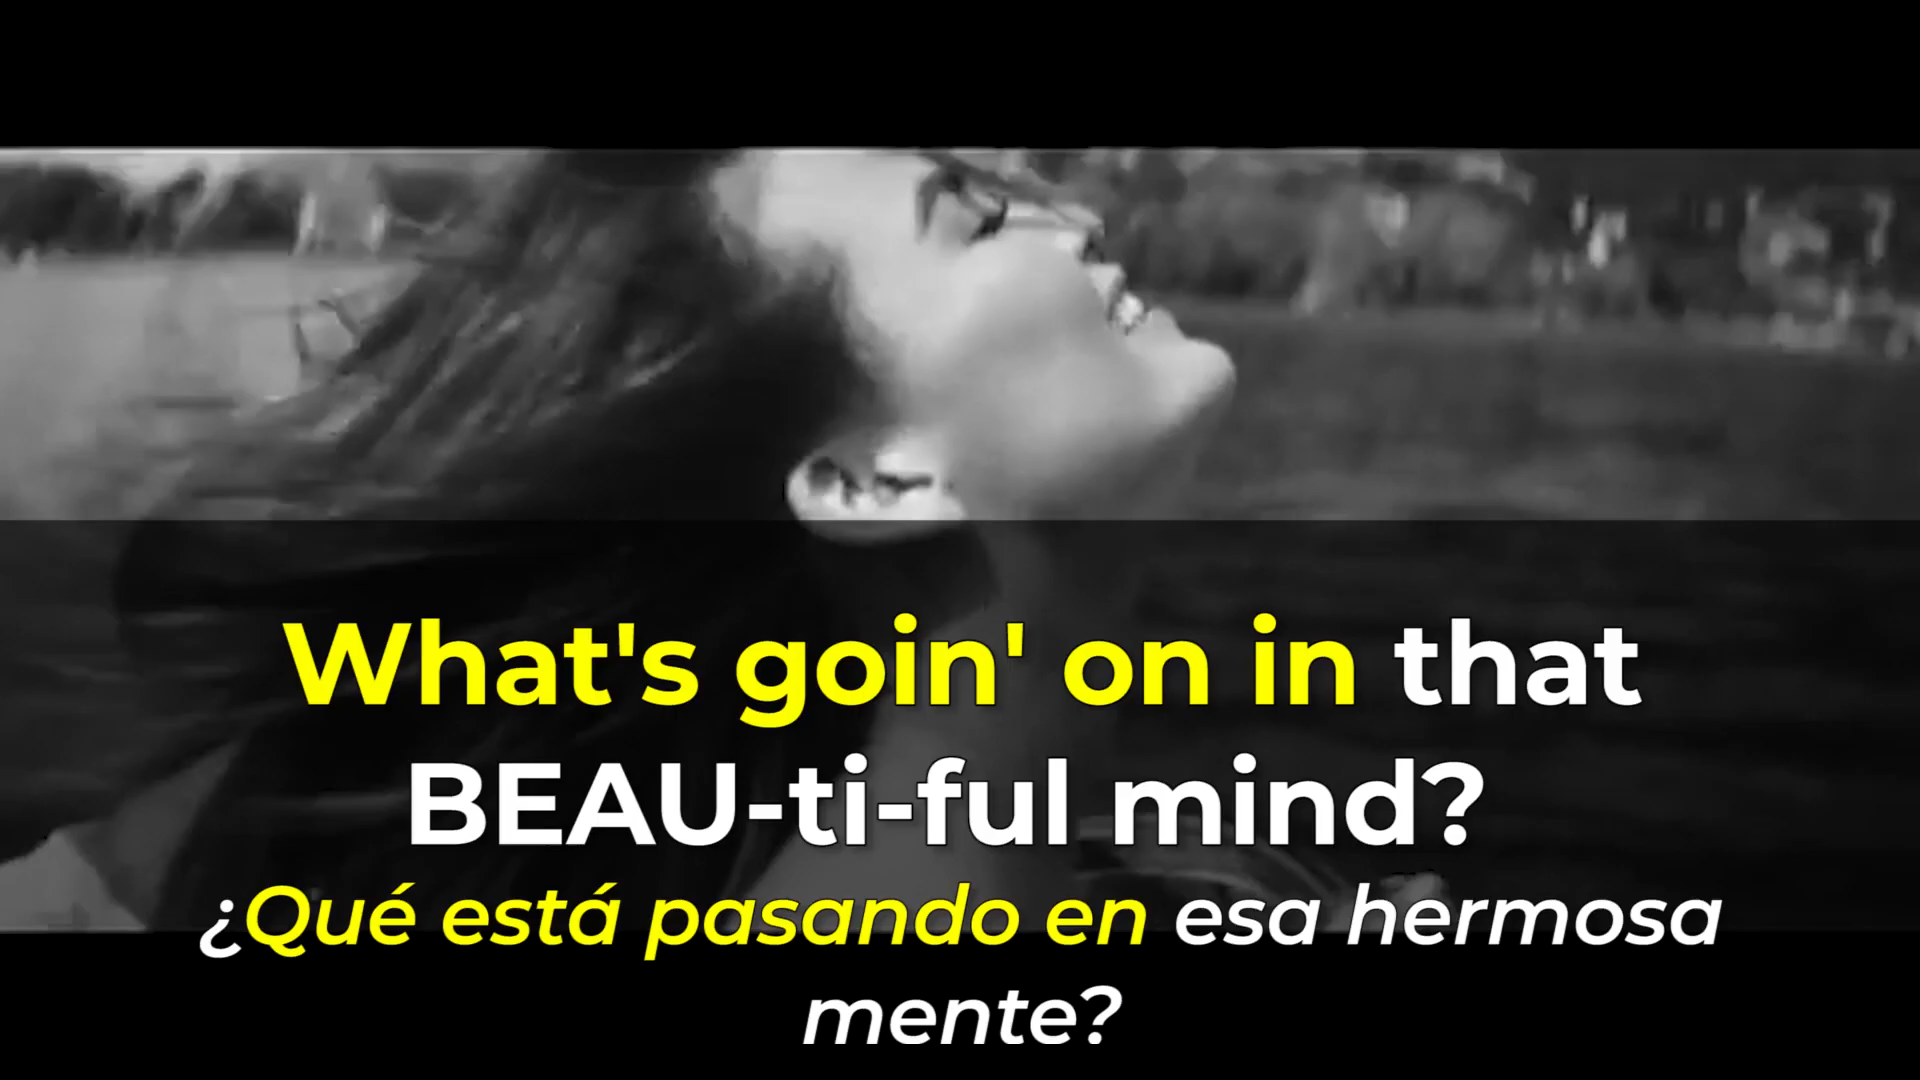 What's goin' on in that
BEAU-ti-ful mind?
¿Qué está pasando en esa hermosa
mente?